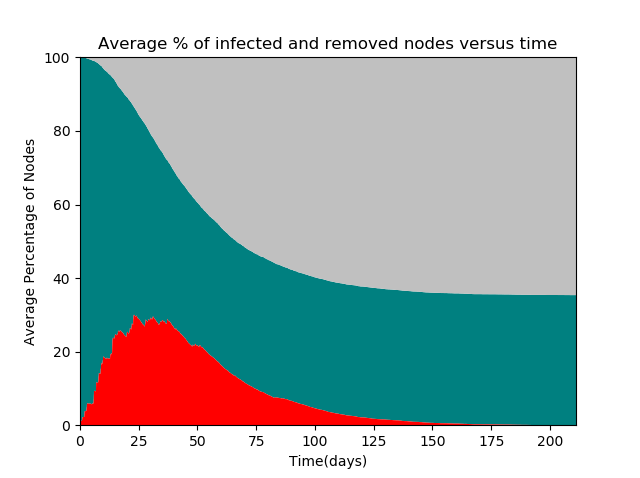 Average % of infected and removed nodes versus time
100
80
60
40
20
0
Average Percentage of Nodes
0 25 50 75 100 125 150 175 200
Time(days)